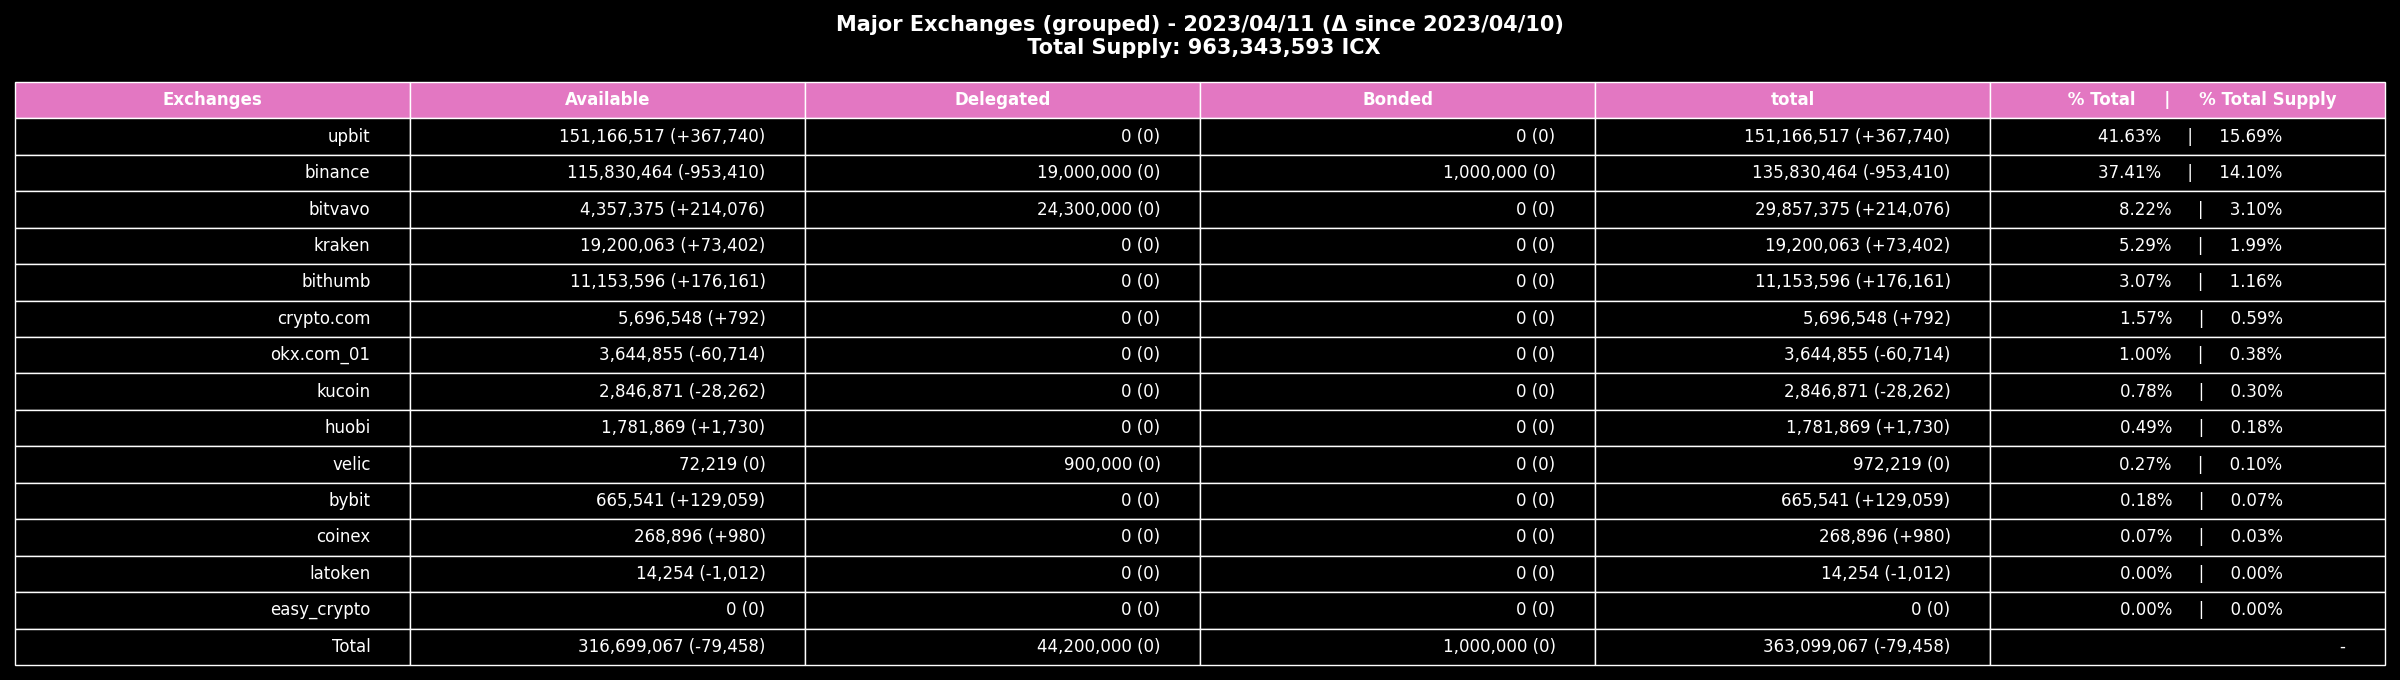 Major Exchanges (grouped) - 2023/04/11 (Δ since 2023/04/10)
Total Supply: 963,343,593 ICX
Exchanges Available Delegated Bonded total % Total | % Total Supply
upbit 151,166,517 (+367,740) 0 (0) 0 (0) 151,166,517 (+367,740) 41.63% | 15.69%
binance 115,830,464 (-953,410) 19,000,000 (0) 1,000,000 (0) 135,830,464 (-953,410) 37.41% | 14.10%
bitvavo 4,357,375 (+214,076) 24,300,000 (0) 0 (0) 29,857,375 (+214,076) 8.22% | 3.10%
kraken 19,200,063 (+73,402) 0 (0) 0 (0) 19,200,063 (+73,402) 5.29% | 1.99%
bithumb 11,153,596 (+176,161) 0 (0) 0 (0) 11,153,596 (+176,161) 3.07% | 1.16%
crypto.com 5,696,548 (+792) 0 (0) 0 (0) 5,696,548 (+792) 1.57% | 0.59%
okx.com_01 3,644,855 (-60,714) 0 (0) 0 (0) 3,644,855 (-60,714) 1.00% | 0.38%
kucoin 2,846,871 (-28,262) 0 (0) 0 (0) 2,846,871 (-28,262) 0.78% | 0.30%
huobi 1,781,869 (+1,730) 0 (0) 0 (0) 1,781,869 (+1,730) 0.49% | 0.18%
velic 72,219 (0) 900,000 (0) 0 (0) 972,219 (0) 0.27% | 0.10%
bybit 665,541 (+129,059) 0 (0) 0 (0) 665,541 (+129,059) 0.18% | 0.07%
coinex 268,896 (+980) 0 (0) 0 (0) 268,896 (+980) 0.07% | 0.03%
latoken 14,254 (-1,012) 0 (0) 0 (0) 14,254 (-1,012) 0.00% | 0.00%
easy_crypto 0 (0) 0 (0) 0 (0) 0 (0) 0.00% | 0.00%
Total 316,699,067 (-79,458) 44,200,000 (0) 1,000,000 (0) 363,099,067 (-79,458) -